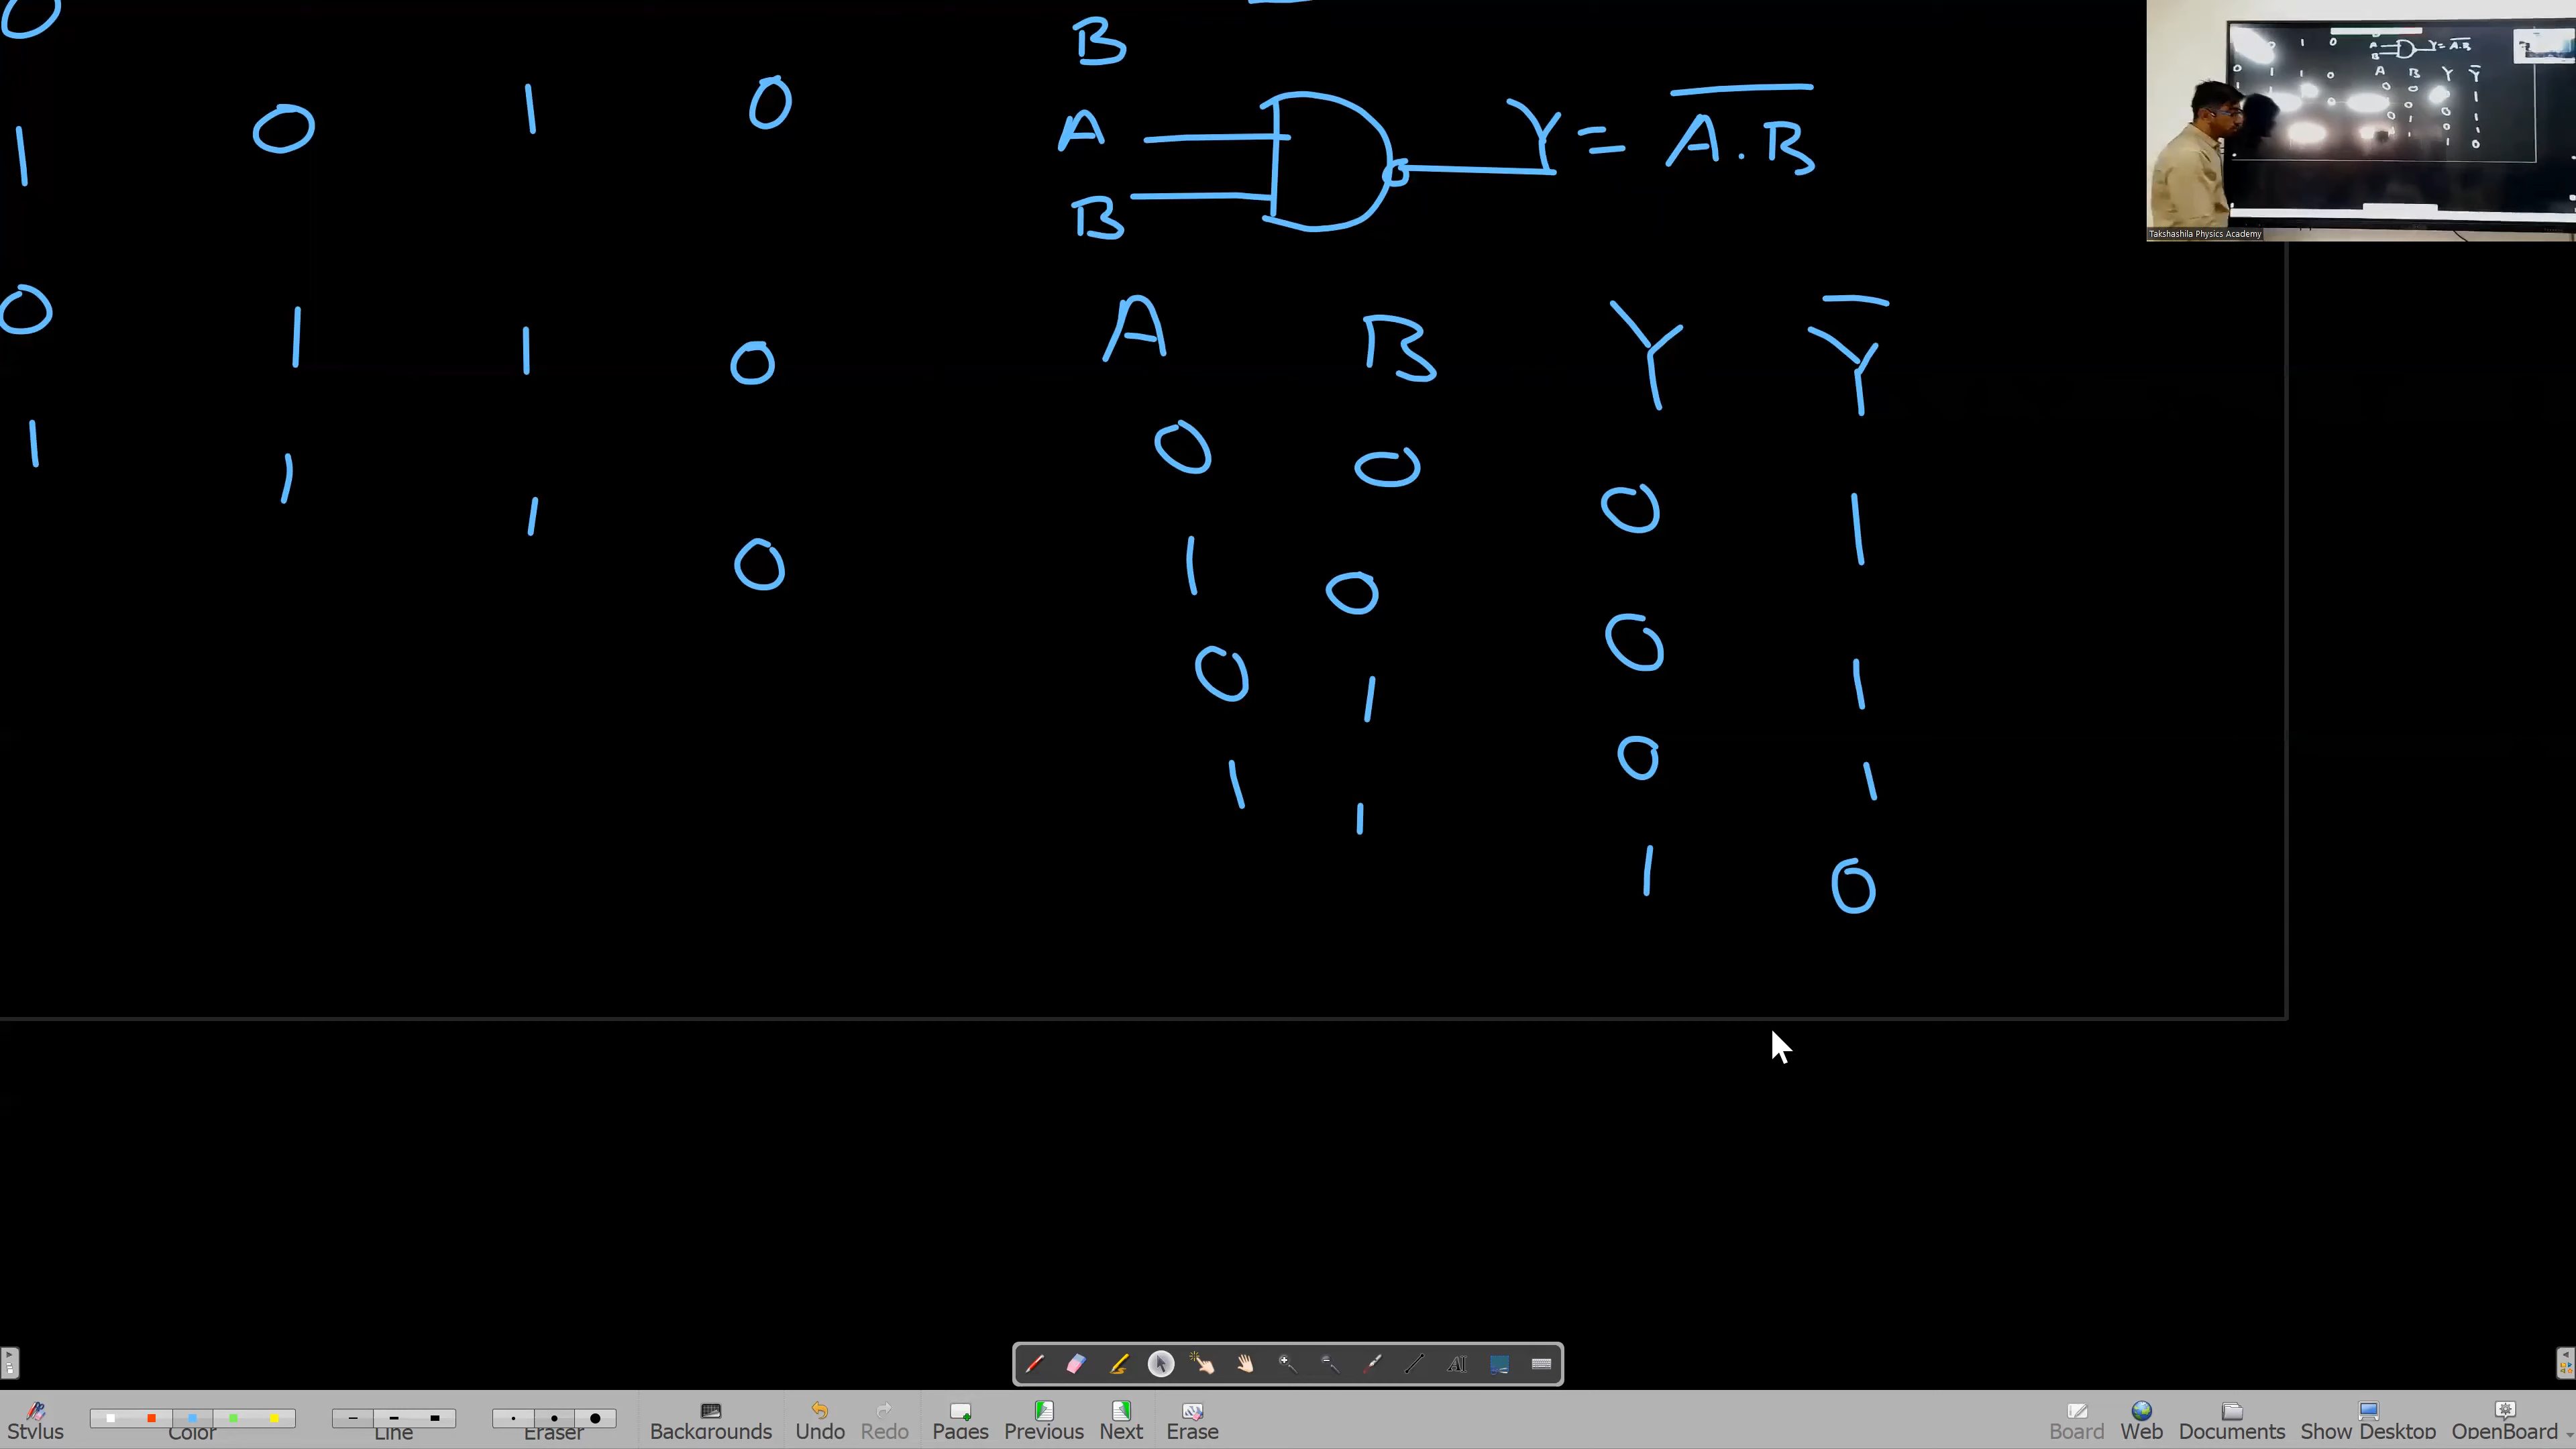 0
B
1 0 1 0
A
B
Y = A.B
0 1 1 0
1 1 1 0
A B Y Y
0 0 0 1
1 0 0 1
0 1 0 1
1 1 1 0
Takshashila Physics Academy
Stylus Color Line Eraser Backgrounds Undo Redo Pages Previous Next Erase Board Web Documents Show Desktop OpenBoard